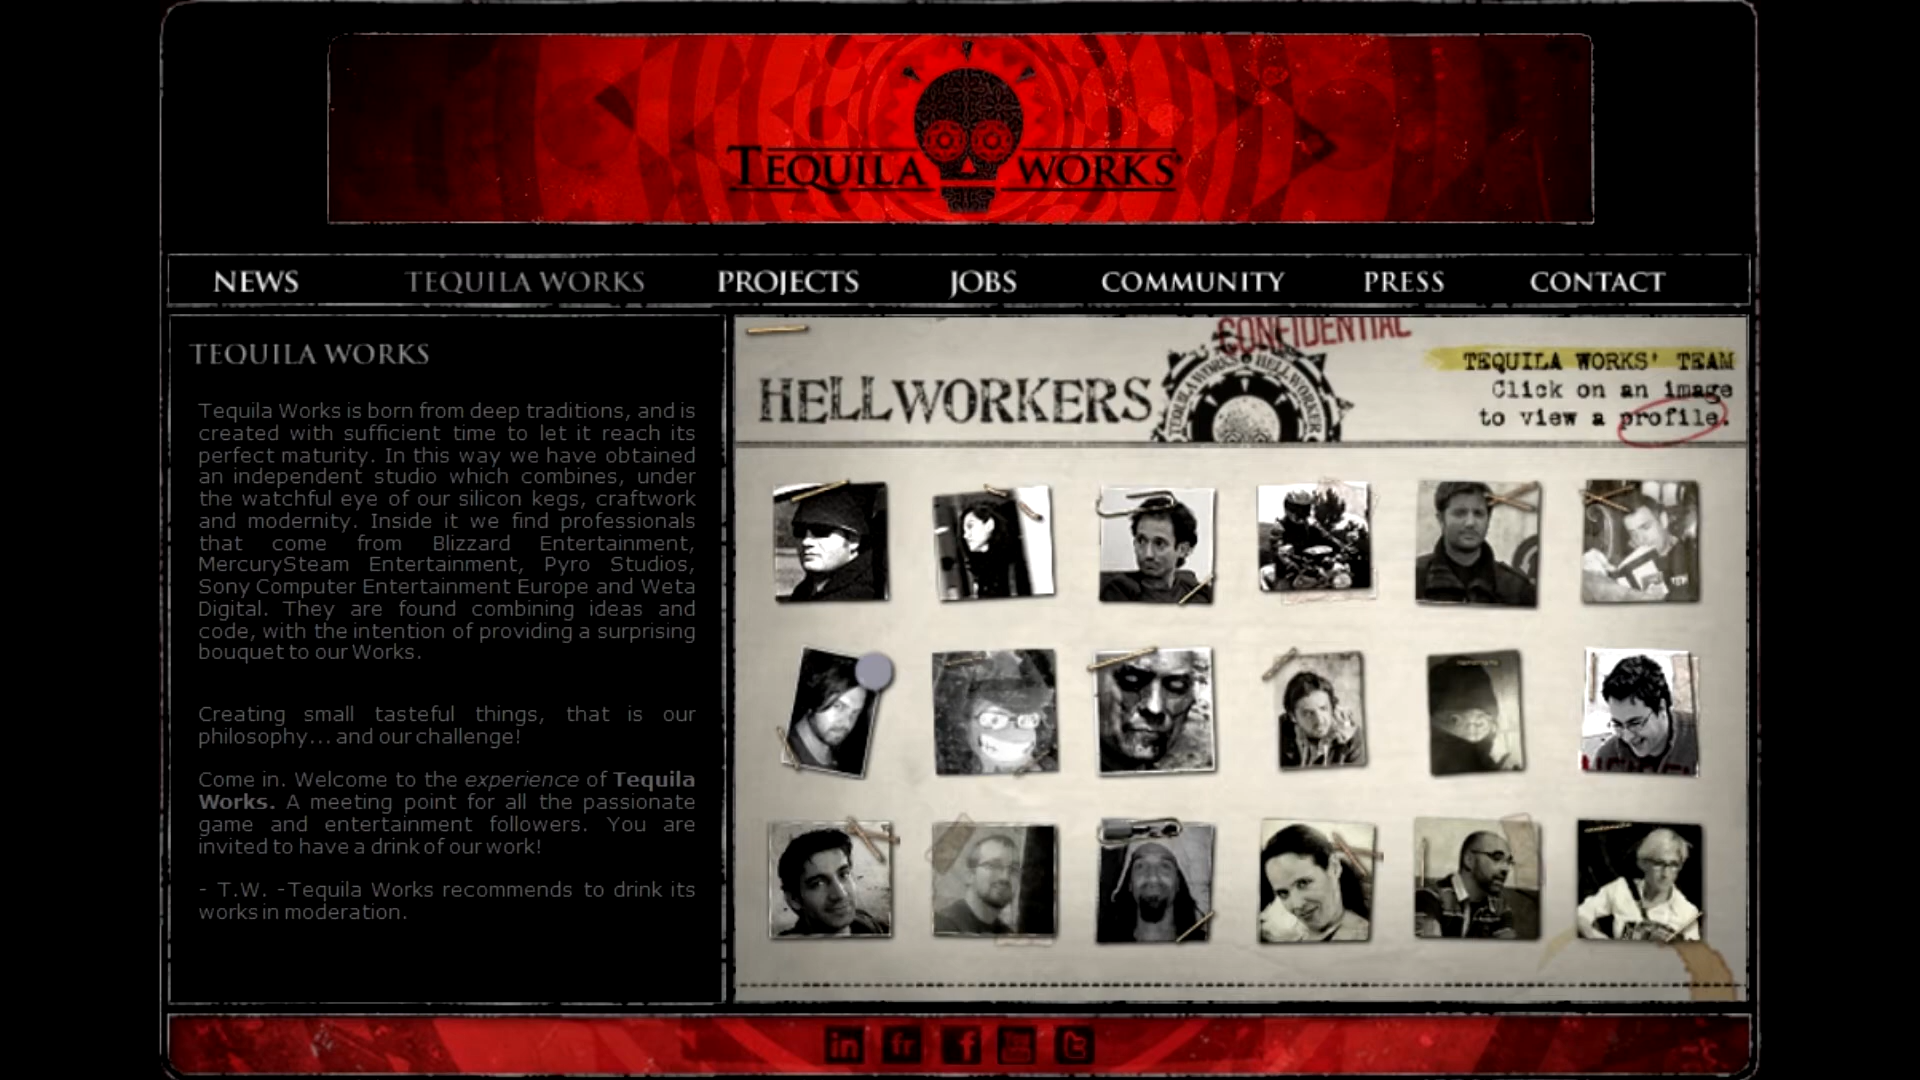 TEQUILA WORKS
NEWS TEQUILA WORKS PROJECTS JOBS COMMUNITY PRESS CONTACT
TEQUILA WORKS
Tequila Works is born from deep traditions, and is
created with sufficient time to let it reach its
perfect maturity. In this way we have obtained
an independent studio which combines, under
the watchful eye of our silicon kegs, craftwork
and modernity. Inside it we find professionals
that come from Blizzard Entertainment,
MercurySteam Entertainment, Pyro Studios,
Sony Computer Entertainment Europe and Weta
Digital. They are found combining ideas and
code, with the intention of providing a surprising
bouquet to our Works.
Creating small tasteful things, that is our
philosophy... and our challenge!
Come in. Welcome to the experience of Tequila
Works. A meeting point for all the passionate
game and entertainment followers. You are
invited to have a drink of our work!
- T.W. -Tequila Works recommends to drink its
works in moderation.
CONFIDENTIAL
HELLWORKERS
TEQUILA WORKS HELLWORKER
TEQUILA WORKS' TEAM
Click on an image
to view a profile.
in fr f t